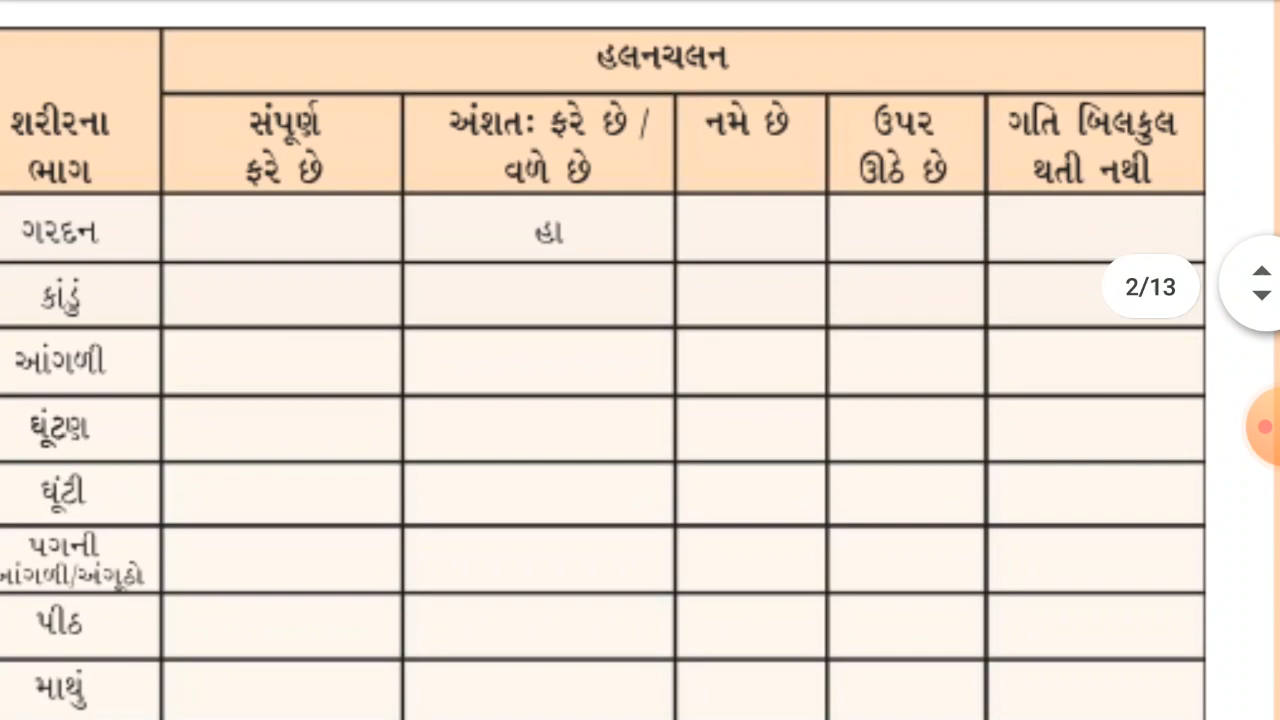 હલનચલન
શરીરના
ભાગ
સંપૂર્ણ
ફરે છે
અંશતઃ ફરે છે /
વળે છે
નમે છે
ઉપર
ઊઠે છે
ગતિ બિલકુલ
થતી નથી
ગરદન
હા
કાંડું
2/13
આંગળી
ઘૂંટણ
ઘૂંટી
પગની
આંગળી/અંગૂઠો
પીઠ
માથું